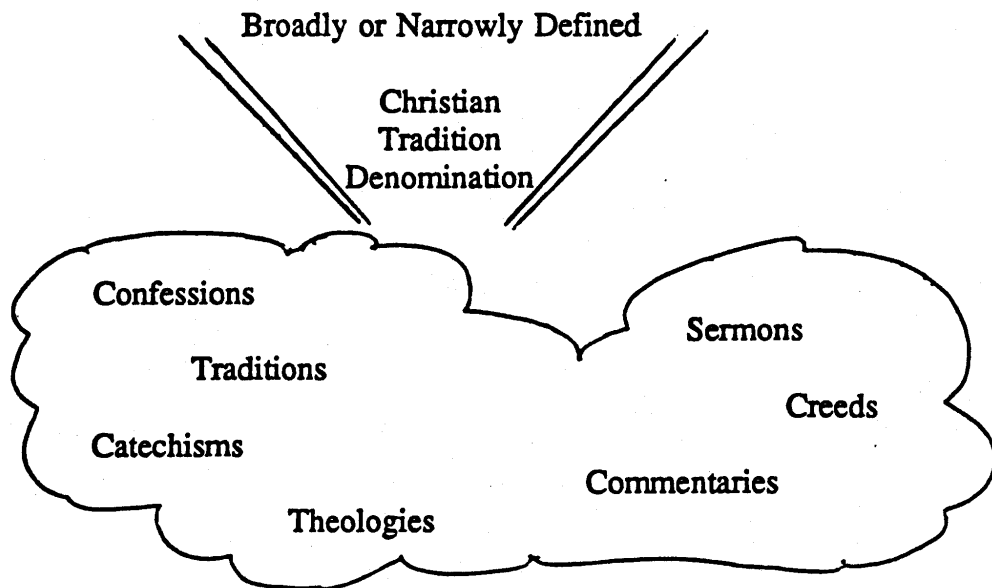 Broadly or Narrowly Defined
Christian
Tradition
Denomination
Confessions
Sermons
Traditions
Creeds
Catechisms
Commentaries
Theologies